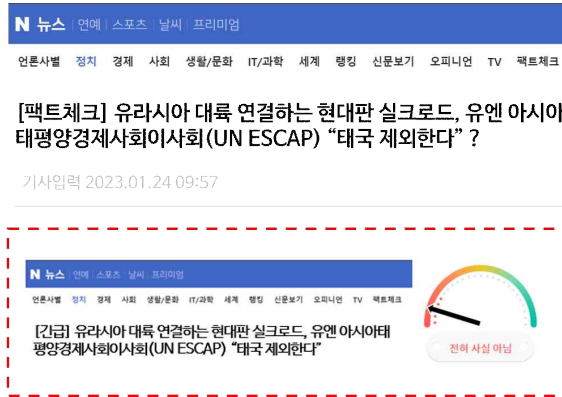 N 뉴스 연예 스포츠 날씨 프리미엄
언론사별 정치 경제 사회 생활/문화 IT/과학 세계 랭킹 신문보기 오피니언 TV 팩트체크
[팩트체크] 유라시아 대륙 연결하는 현대판 실크로드, 유엔 아시아
태평양경제사회이사회(UN ESCAP) “태국 제외한다” ?
기사입력 2023.01.24 09:57
N 뉴스 연예 스포츠 날씨 프리미엄
언론사별 정치 경제 사회 생활/문화 IT/과학 세계 랭킹 신문보기 오피니언 TV 팩트체크
[긴급] 유라시아 대륙 연결하는 현대판 실크로드, 유엔 아시아태
평양경제사회이사회(UN ESCAP) “태국 제외한다”
전혀 사실 아님